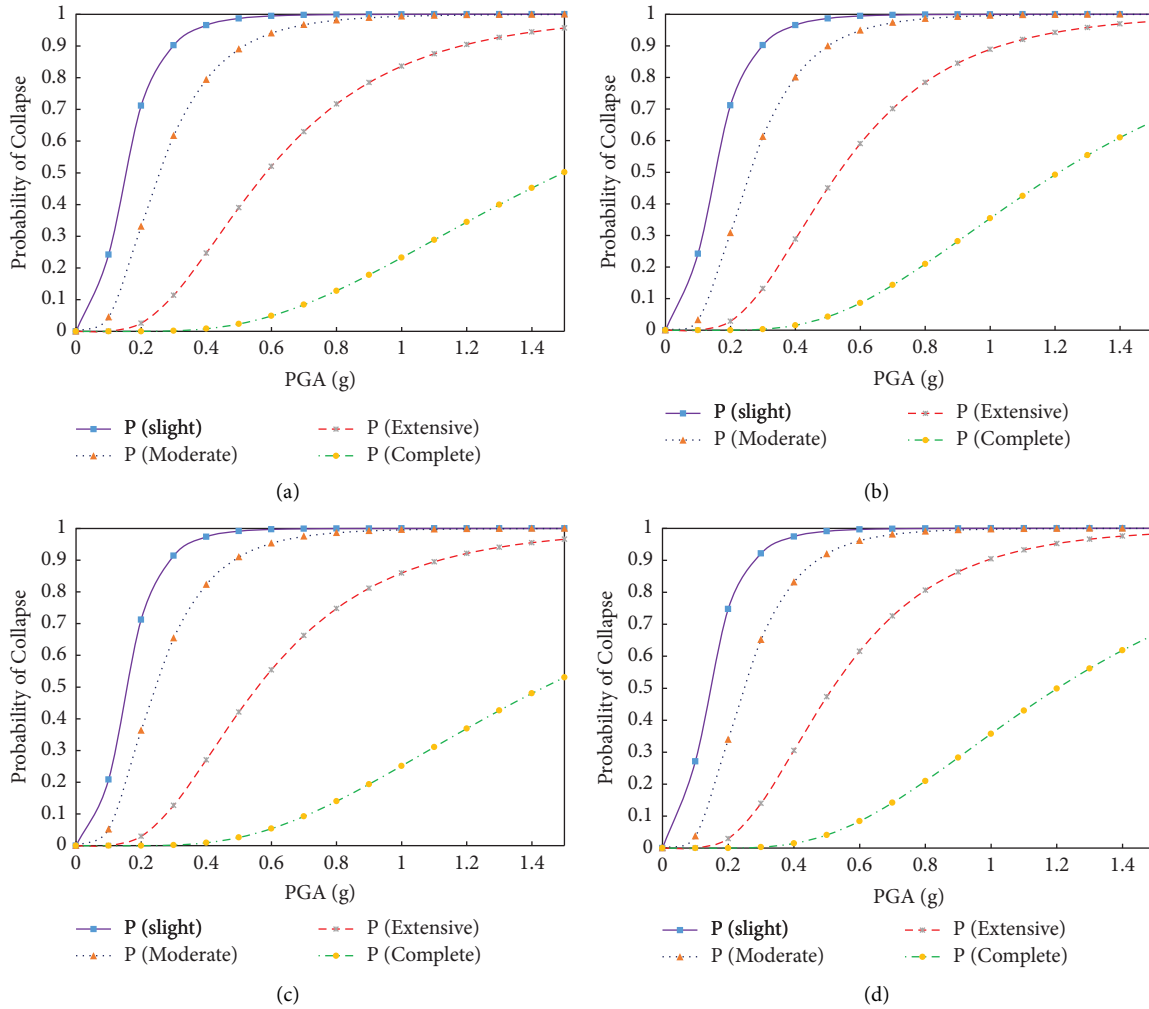 Probability of Collapse
1
0.9
0.8
0.7
0.6
0.5
0.4
0.3
0.2
0.1
0
0 0.2 0.4 0.6 0.8 1 1.2 1.4
PGA (g)
P (slight) P (Extensive)
P (Moderate) P (Complete)
(a)
Probability of Collapse
1
0.9
0.8
0.7
0.6
0.5
0.4
0.3
0.2
0.1
0
0 0.2 0.4 0.6 0.8 1 1.2 1.4
PGA (g)
P (slight) P (Extensive)
P (Moderate) P (Complete)
(b)
Probability of Collapse
1
0.9
0.8
0.7
0.6
0.5
0.4
0.3
0.2
0.1
0
0 0.2 0.4 0.6 0.8 1 1.2 1.4
PGA (g)
P (slight) P (Extensive)
P (Moderate) P (Complete)
(c)
Probability of Collapse
1
0.9
0.8
0.7
0.6
0.5
0.4
0.3
0.2
0.1
0
0 0.2 0.4 0.6 0.8 1 1.2 1.4
PGA (g)
P (slight) P (Extensive)
P (Moderate) P (Complete)
(d)